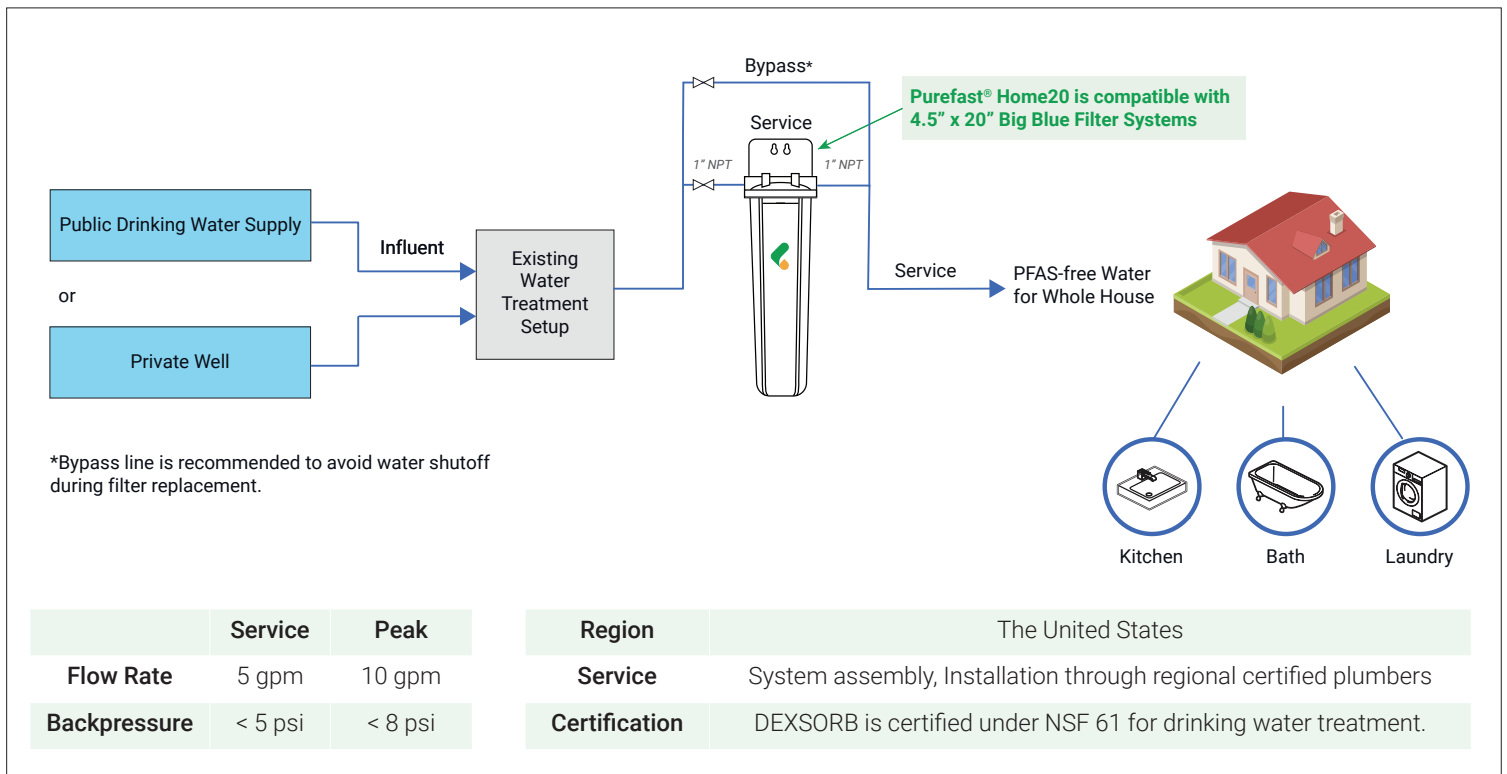 Bypass*
Purefast® Home20 is compatible with
4.5” x 20” Big Blue Filter Systems
Service
1” NPT
1” NPT
Public Drinking Water Supply
Influent
or
Private Well
Existing
Water
Treatment
Setup
Service
PFAS-free Water
for Whole House
*Bypass line is recommended to avoid water shutoff
during filter replacement.
Kitchen
Bath
Laundry
Service Peak
Flow Rate 5 gpm 10 gpm
Backpressure < 5 psi < 8 psi
Region The United States
Service System assembly, Installation through regional certified plumbers
Certification DEXSORB is certified under NSF 61 for drinking water treatment.